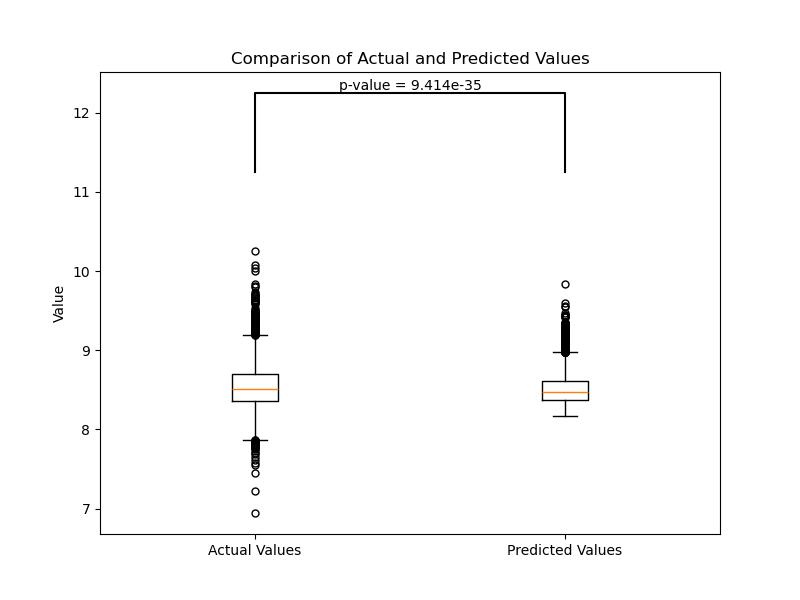 Comparison of Actual and Predicted Values
p-value = 9.414e-35
12
11
10
9
8
7
Value
Actual Values
Predicted Values